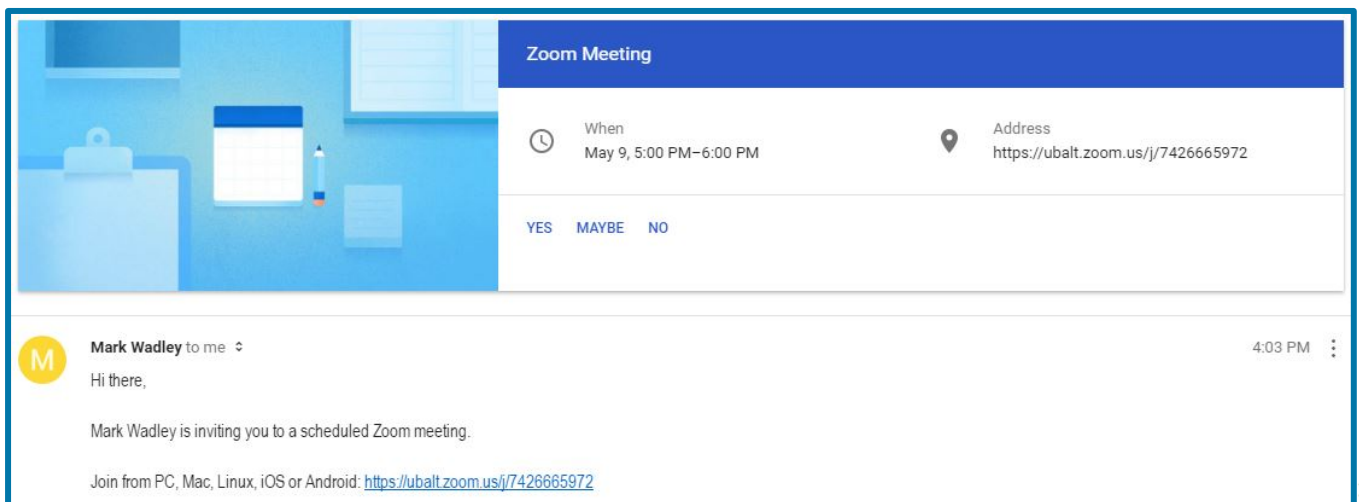 Zoom Meeting
When
May 9, 5:00 PM–6:00 PM
Address
https://ubalt.zoom.us/j/7426665972
YES MAYBE NO
M
Mark Wadley to me
4:03 PM
Hi there,
Mark Wadley is inviting you to a scheduled Zoom meeting.
Join from PC, Mac, Linux, iOS or Android: https://ubalt.zoom.us/j/7426665972